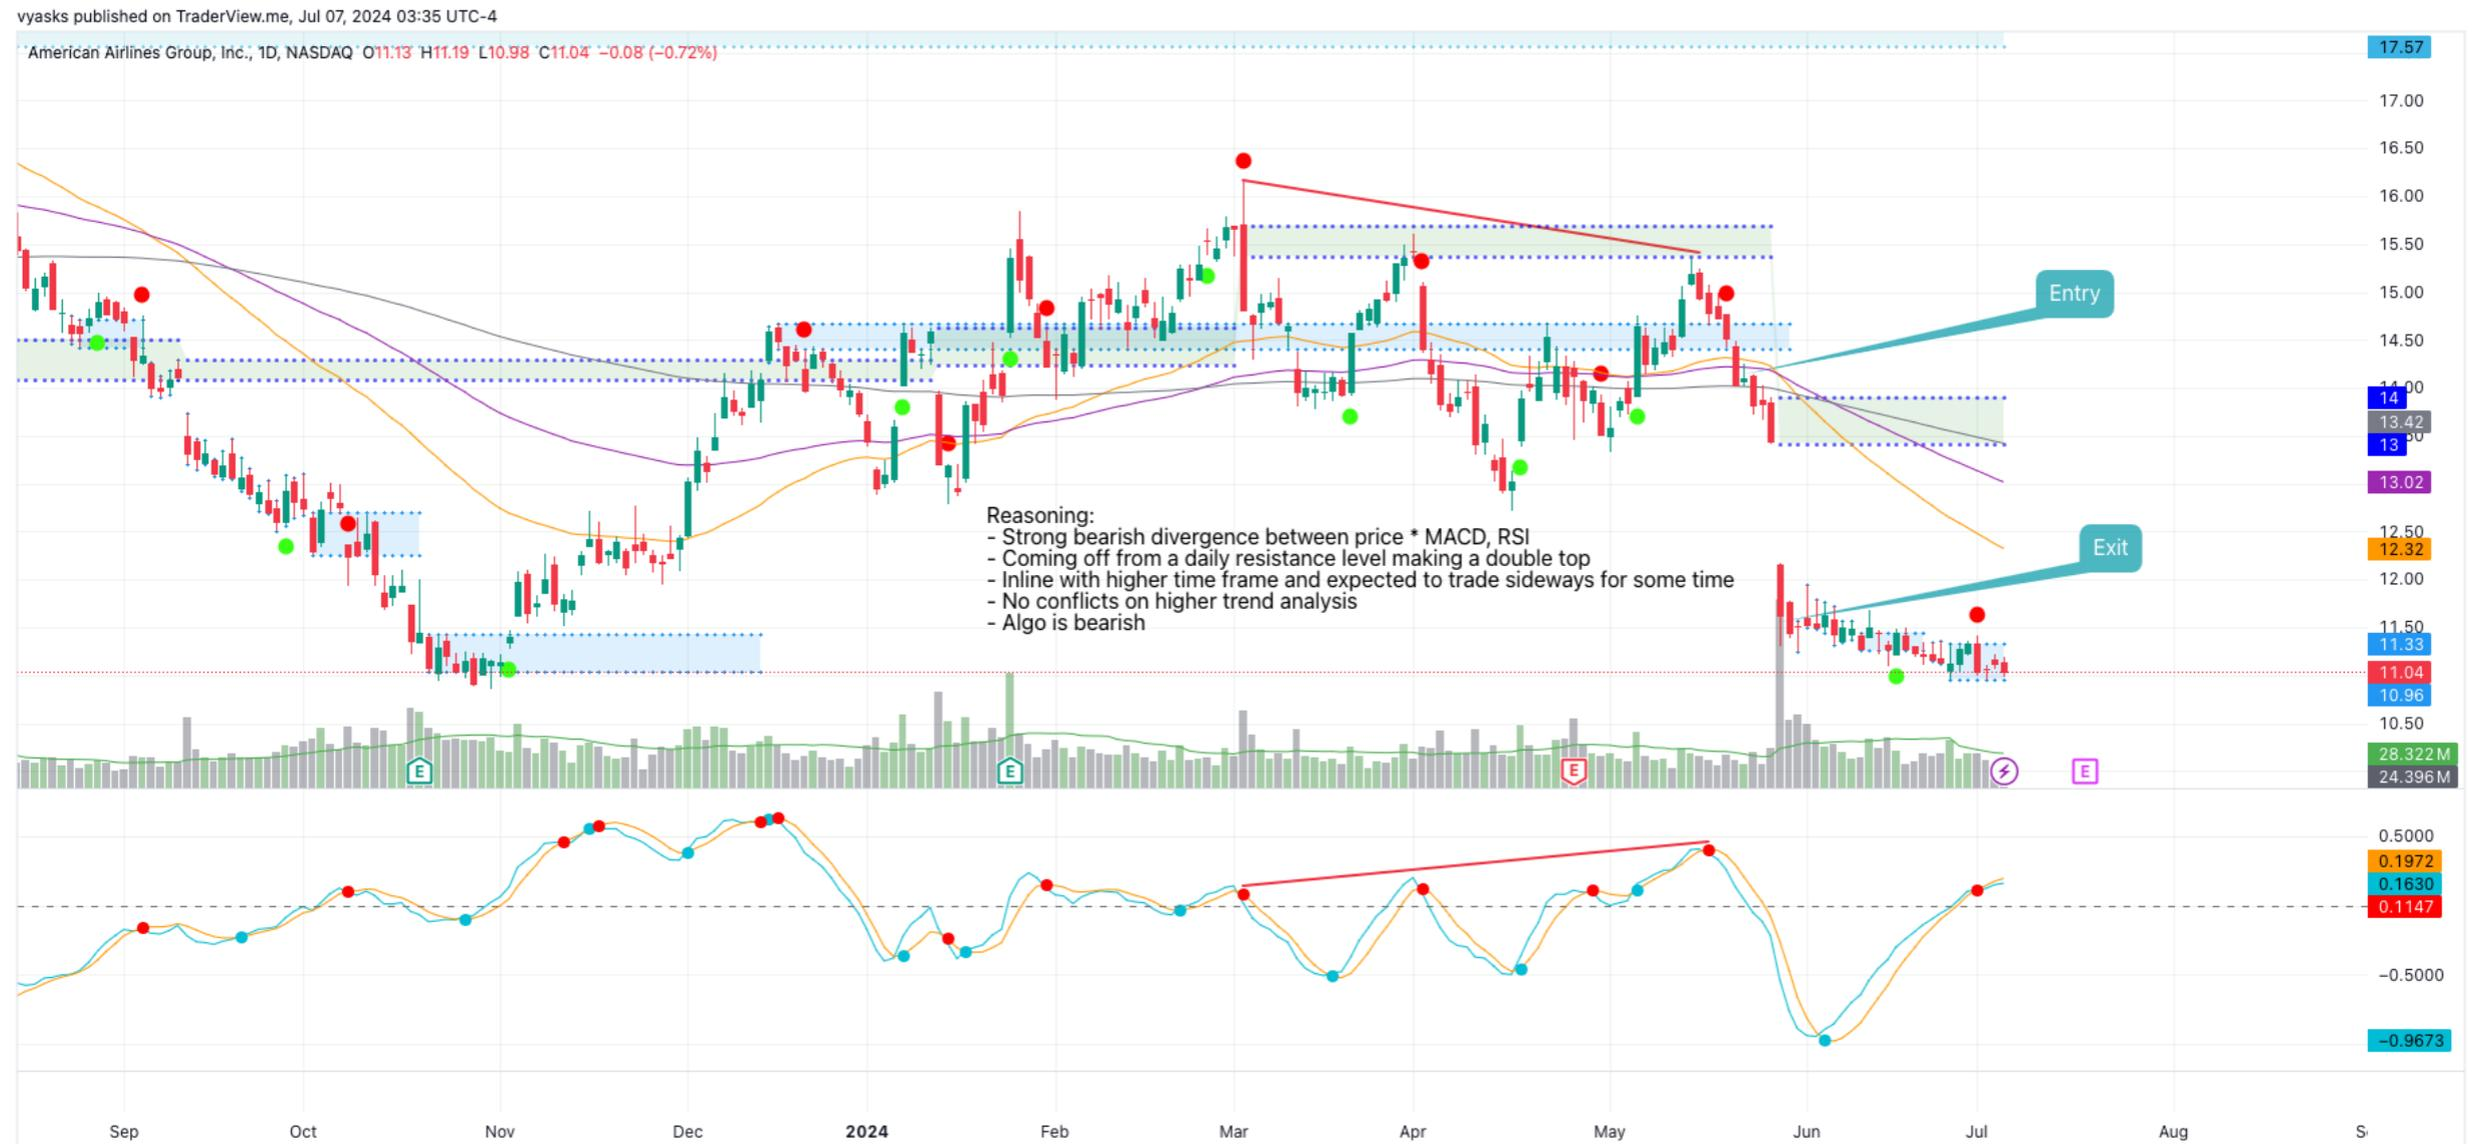 vyasks published on TraderView.me, Jul 07, 2024 03:35 UTC-4
American Airlines Group, Inc., 1D, NASDAQ O11.13 H11.19 L10.98 C11.04 −0.08 (−0.72%)
17.57
17.00
16.50
16.00
15.50
15.00
14.50
14.00
14
13.42
13
13.02
12.50
12.32
12.00
11.50
11.33
11.04
10.96
10.50
28.322 M
24.396 M
Entry
Exit
Reasoning:
- Strong bearish divergence between price * MACD, RSI
- Coming off from a daily resistance level making a double top
- Inline with higher time frame and expected to trade sideways for some time
- No conflicts on higher trend analysis
- Algo is bearish
E
E
E
E
0.5000
0.1972
0.1630
0.1147
−0.5000
−0.9673
Sep Oct Nov Dec 2024 Feb Mar Apr May Jun Jul Aug